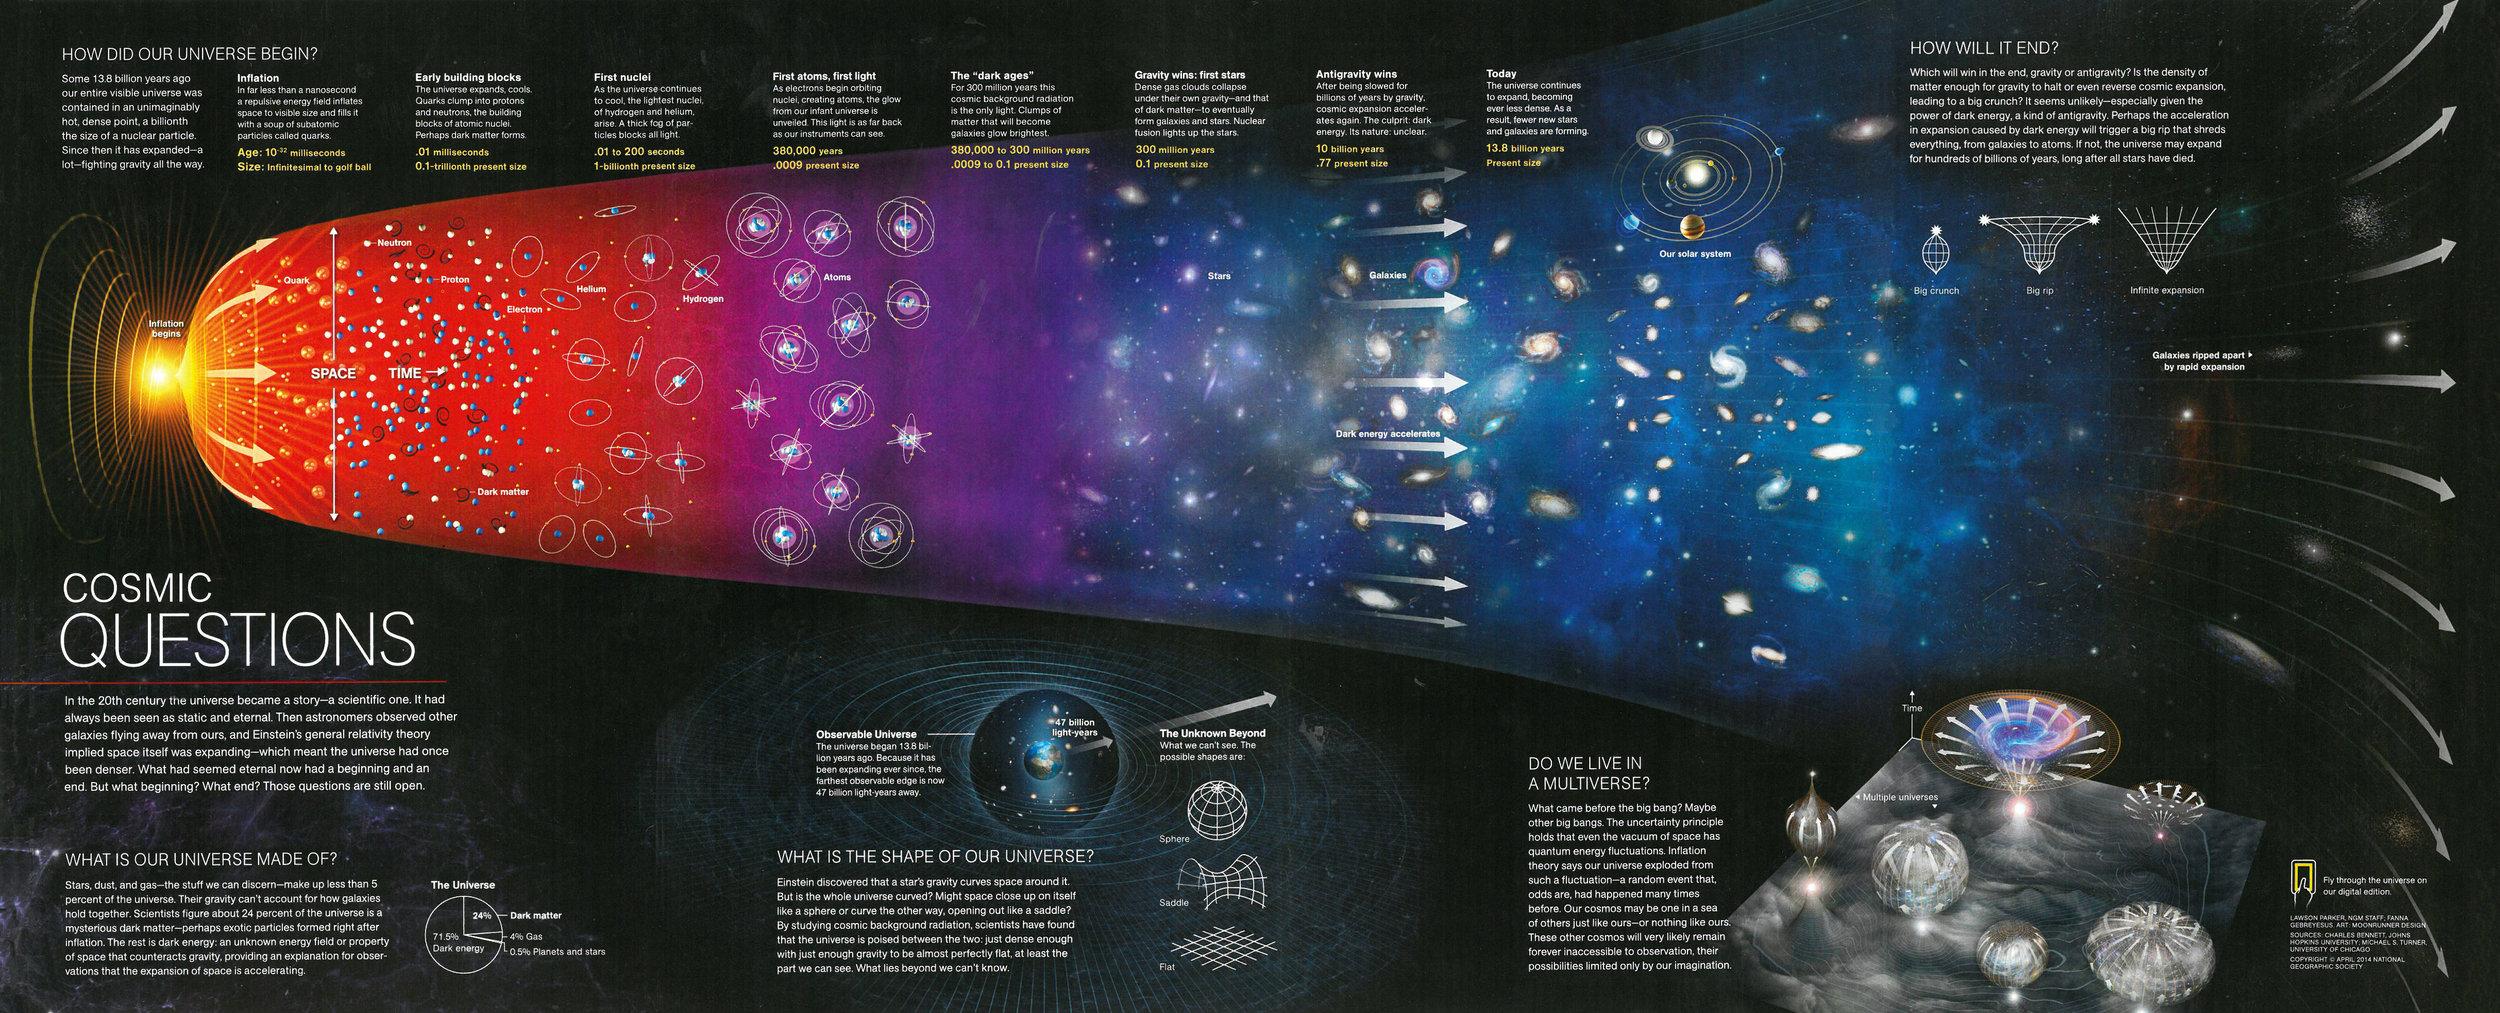 HOW DID OUR UNIVERSE BEGIN?
Some 13.8 billion years ago
our entire visible universe was
contained in an unimaginably
hot, dense point, a billionth
the size of a nuclear particle.
Since then it has expanded—a
lot—fighting gravity all the way.
Inflation
In far less than a nanosecond
a repulsive energy field inflates
space to visible size and fills it
with a soup of subatomic
particles called quarks.
Age: 10⁻³² milliseconds
Size: Infinitesimal to golf ball
Early building blocks
The universe expands, cools.
Quarks clump into protons
and neutrons, the building
blocks of atomic nuclei.
Perhaps dark matter forms.
.01 milliseconds
0.1-trillionth present size
First nuclei
As the universe continues
to cool, the lightest nuclei,
of hydrogen and helium,
arise. A thick fog of par-
ticles blocks all light.
.01 to 200 seconds
1-billionth present size
First atoms, first light
As electrons begin orbiting
nuclei, creating atoms, the glow
from our infant universe is
unveiled. This light is as far back
as our instruments can see.
380,000 years
.0009 present size
The “dark ages”
For 300 million years this
cosmic background radiation
is the only light. Clumps of
matter that will become
galaxies glow brightest.
380,000 to 300 million years
.0009 to 0.1 present size
Gravity wins: first stars
Dense gas clouds collapse
under their own gravity—and that
of dark matter—to eventually
form galaxies and stars. Nuclear
fusion lights up the stars.
300 million years
0.1 present size
Antigravity wins
After being slowed for
billions of years by gravity,
cosmic expansion acceler-
ates again. The culprit: dark
energy. Its nature: unclear.
10 billion years
.77 present size
Today
The universe continues
to expand, becoming
ever less dense. As a
result, fewer new stars
and galaxies are forming.
13.8 billion years
Present size
HOW WILL IT END?
Which will win in the end, gravity or antigravity? Is the density of
matter enough for gravity to halt or even reverse cosmic expansion,
leading to a big crunch? It seems unlikely—especially given the
power of dark energy, a kind of antigravity. Perhaps the acceleration
in expansion caused by dark energy will trigger a big rip that shreds
everything, from galaxies to atoms. If not, the universe may expand
for hundreds of billions of years, long after all stars have died.
Big crunch
Big rip
Infinite expansion
Inflation
begins
Quark
SPACE
TIME
Neutron
Proton
Electron
Dark matter
Helium
Hydrogen
Atoms
Stars
Galaxies
Dark energy accelerates
Our solar system
Galaxies ripped apart
by rapid expansion
COSMIC
QUESTIONS
In the 20th century the universe became a story—a scientific one. It had
always been seen as static and eternal. Then astronomers observed other
galaxies flying away from ours, and Einstein’s general relativity theory
implied space itself was expanding—which meant the universe had once
been denser. What had seemed eternal now had a beginning and an
end. But what beginning? What end? Those questions are still open.
WHAT IS OUR UNIVERSE MADE OF?
Stars, dust, and gas—the stuff we can discern—make up less than 5
percent of the universe. Their gravity can’t account for how galaxies
hold together. Scientists figure about 24 percent of the universe is a
mysterious dark matter—perhaps exotic particles formed right after
inflation. The rest is dark energy: an unknown energy field or property
of space that counteracts gravity, providing an explanation for obser-
vations that the expansion of space is accelerating.
The Universe
24%
Dark matter
71.5%
Dark energy
4% Gas
0.5% Planets and stars
Observable Universe
The universe began 13.8 bil-
lion years ago. Because it has
been expanding ever since, the
farthest observable edge is now
47 billion light-years away.
47 billion
light-years
The Unknown Beyond
What we can’t see. The
possible shapes are:
Sphere
Saddle
Flat
WHAT IS THE SHAPE OF OUR UNIVERSE?
Einstein discovered that a star’s gravity curves space around it.
But is the whole universe curved? Might space close up on itself
like a sphere or curve the other way, opening out like a saddle?
By studying cosmic background radiation, scientists have found
that the universe is poised between the two: just dense enough
with just enough gravity to be almost perfectly flat, at least the
part we can see. What lies beyond we can’t know.
DO WE LIVE IN
A MULTIVERSE?
What came before the big bang? Maybe
other big bangs. The uncertainty principle
holds that even the vacuum of space has
quantum energy fluctuations. Inflation
theory says our universe exploded from
such a fluctuation—a random event that,
odds are, had happened many times
before. Our cosmos may be one in a sea
of others just like ours—or nothing like ours.
These other cosmos will very likely remain
forever inaccessible to observation, their
possibilities limited only by our imagination.
Time
Multiple universes
Fly through the universe on
our digital edition.
LAWSON PARKER, NGM STAFF; FANNA
GEBREYESUS. ART: MOONRUNNER DESIGN
SOURCES: CHARLES BENNETT, JOHNS
HOPKINS UNIVERSITY; MICHAEL S. TURNER,
UNIVERSITY OF CHICAGO
COPYRIGHT © APRIL 2014 NATIONAL
GEOGRAPHIC SOCIETY